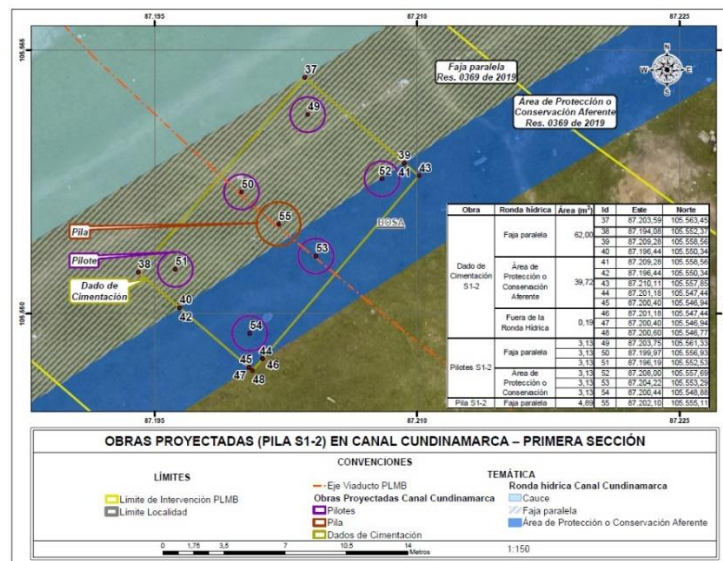 87.195 87.210 87.225
105.565
37
Faja paralela
Res. 0369 de 2019
Área de Protección o
Conservación Aferente
Res. 0369 de 2019
N
W E
S
49
39
41
43
52
50
55
BOSA
Pila
53
Pilote
38
51
Dado de
Cimentación
40
42
105.550
54
44
45
46
47
48
Obra Ronda hídrica Área (m²) Id Este Norte
Dado de
Cimentación
S1-2
Faja paralela 62,00
37 87.203,59 105.563,45
38 87.194,08 105.552,37
39 87.209,28 105.558,56
40 87.196,44 105.550,34
Área de
Protección o
Conservación
Aferente
39,72
41 87.209,28 105.558,56
42 87.196,44 105.550,34
43 87.210,11 105.557,85
44 87.201,18 105.547,44
45 87.200,40 105.546,94
Fuera de la
Ronda Hídrica
0,19
46 87.201,18 105.547,44
47 87.200,40 105.546,94
48 87.200,60 105.546,77
Pilotes S1-2
Faja paralela
3,13 49 87.203,75 105.561,33
3,13 50 87.199,97 105.556,93
3,13 51 87.196,19 105.552,53
Área de
Protección o
Conservación
3,13 52 87.208,00 105.557,69
3,13 53 87.204,22 105.553,29
3,13 54 87.200,44 105.548,88
Pila S1-2 Faja paralela 4,89 55 87.202,10 105.555,11
87.195 87.210 87.225
OBRAS PROYECTADAS (PILA S1-2) EN CANAL CUNDINAMARCA – PRIMERA SECCIÓN
CONVENCIONES
LÍMITES
Límite de Intervención PLMB
Límite Localidad
Eje Viaducto PLMB
Obras Proyectadas Canal Cundinamarca
Pilotes
Pila
Dados de Cimentación
TEMÁTICA
Ronda hídrica Canal Cundinamarca
Cauce
Faja paralela
Área de Protección o Conservación Aferente
0 1,75 3,5 7 10,5 14
Metros
1:150